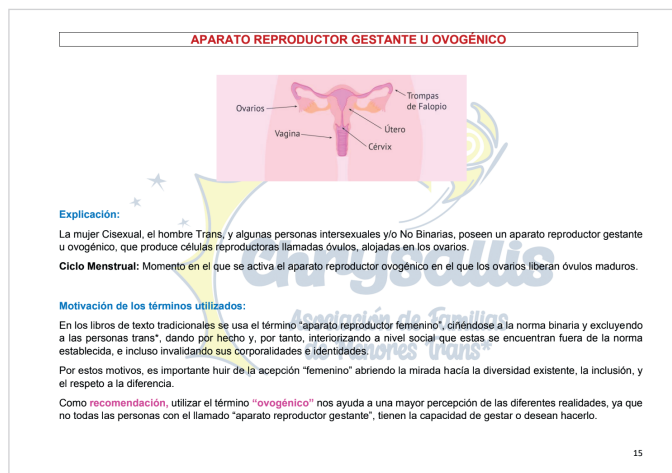 APARATO REPRODUCTOR GESTANTE U OVOGÉNICO
Ovarios
Trompas
de Falopio
Vagina
Útero
Cérvix
Explicación:
La mujer Cisexual, el hombre Trans, y algunas personas intersexuales y/o No Binarias, poseen un aparato reproductor gestante
u ovogénico, que produce células reproductoras llamadas óvulos, alojadas en los ovarios.
Chrysallis
Ciclo Menstrual: Momento en el que se activa el aparato reproductor ovogénico en el que los ovarios liberan óvulos maduros.
Motivación de los términos utilizados:
Asociación de Familias
En los libros de texto tradicionales se usa el término “aparato reproductor femenino”, ciñéndose a la norma binaria y excluyendo
a las personas trans*, dando por hecho y, por tanto, interiorizando a nivel social que estas se encuentran fuera de la norma
de Menores trans*
establecida, e incluso invalidando sus corporalidades e identidades.
Por estos motivos, es importante huir de la acepción “femenino” abriendo la mirada hacía la diversidad existente, la inclusión, y
el respeto a la diferencia.
Como recomendación, utilizar el término “ovogénico” nos ayuda a una mayor percepción de las diferentes realidades, ya que
no todas las personas con el llamado “aparato reproductor gestante”, tienen la capacidad de gestar o desean hacerlo.
15